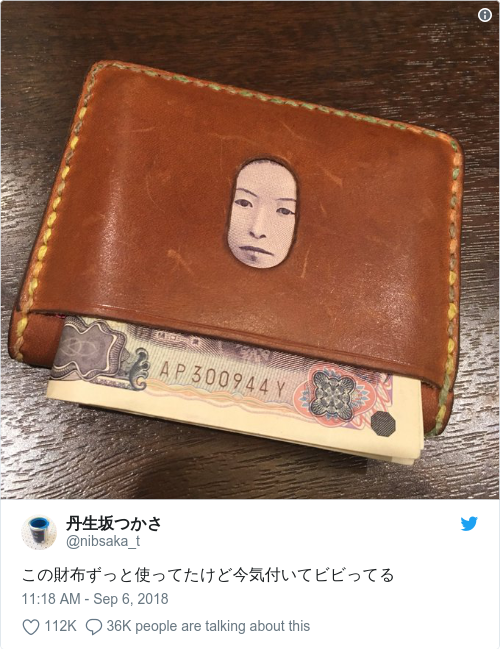 AP300944Y
丹生坂つかさ
@nibsaka_t
この財布ずっと使ってたけど今気付いてビビってる
11:18 AM - Sep 6, 2018
112K 36K people are talking about this